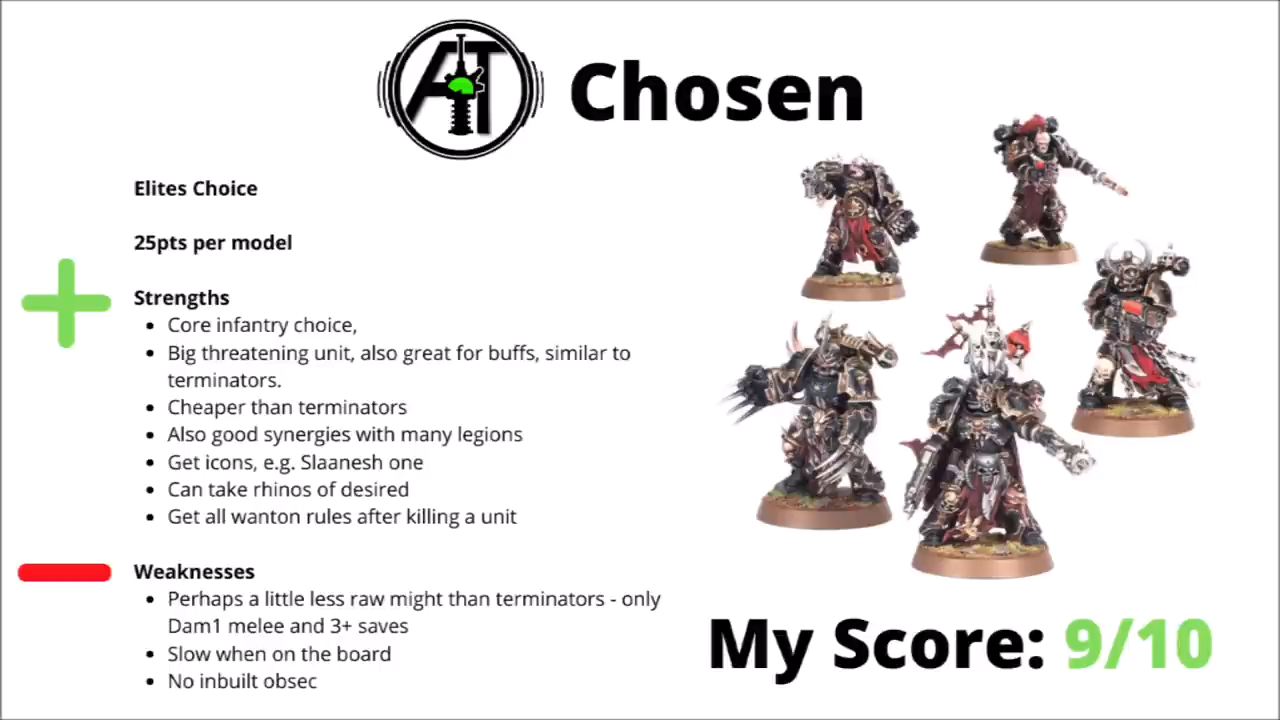 AT
Chosen
Elites Choice
25pts per model
Strengths
• Core infantry choice,
• Big threatening unit, also great for buffs, similar to
terminators.
• Cheaper than terminators
• Also good synergies with many legions
• Get icons, e.g. Slaanesh one
• Can take rhinos of desired
• Get all wanton rules after killing a unit
Weaknesses
• Perhaps a little less raw might than terminators - only
Dam1 melee and 3+ saves
• Slow when on the board
• No inbuilt obsec
My Score: 9/10